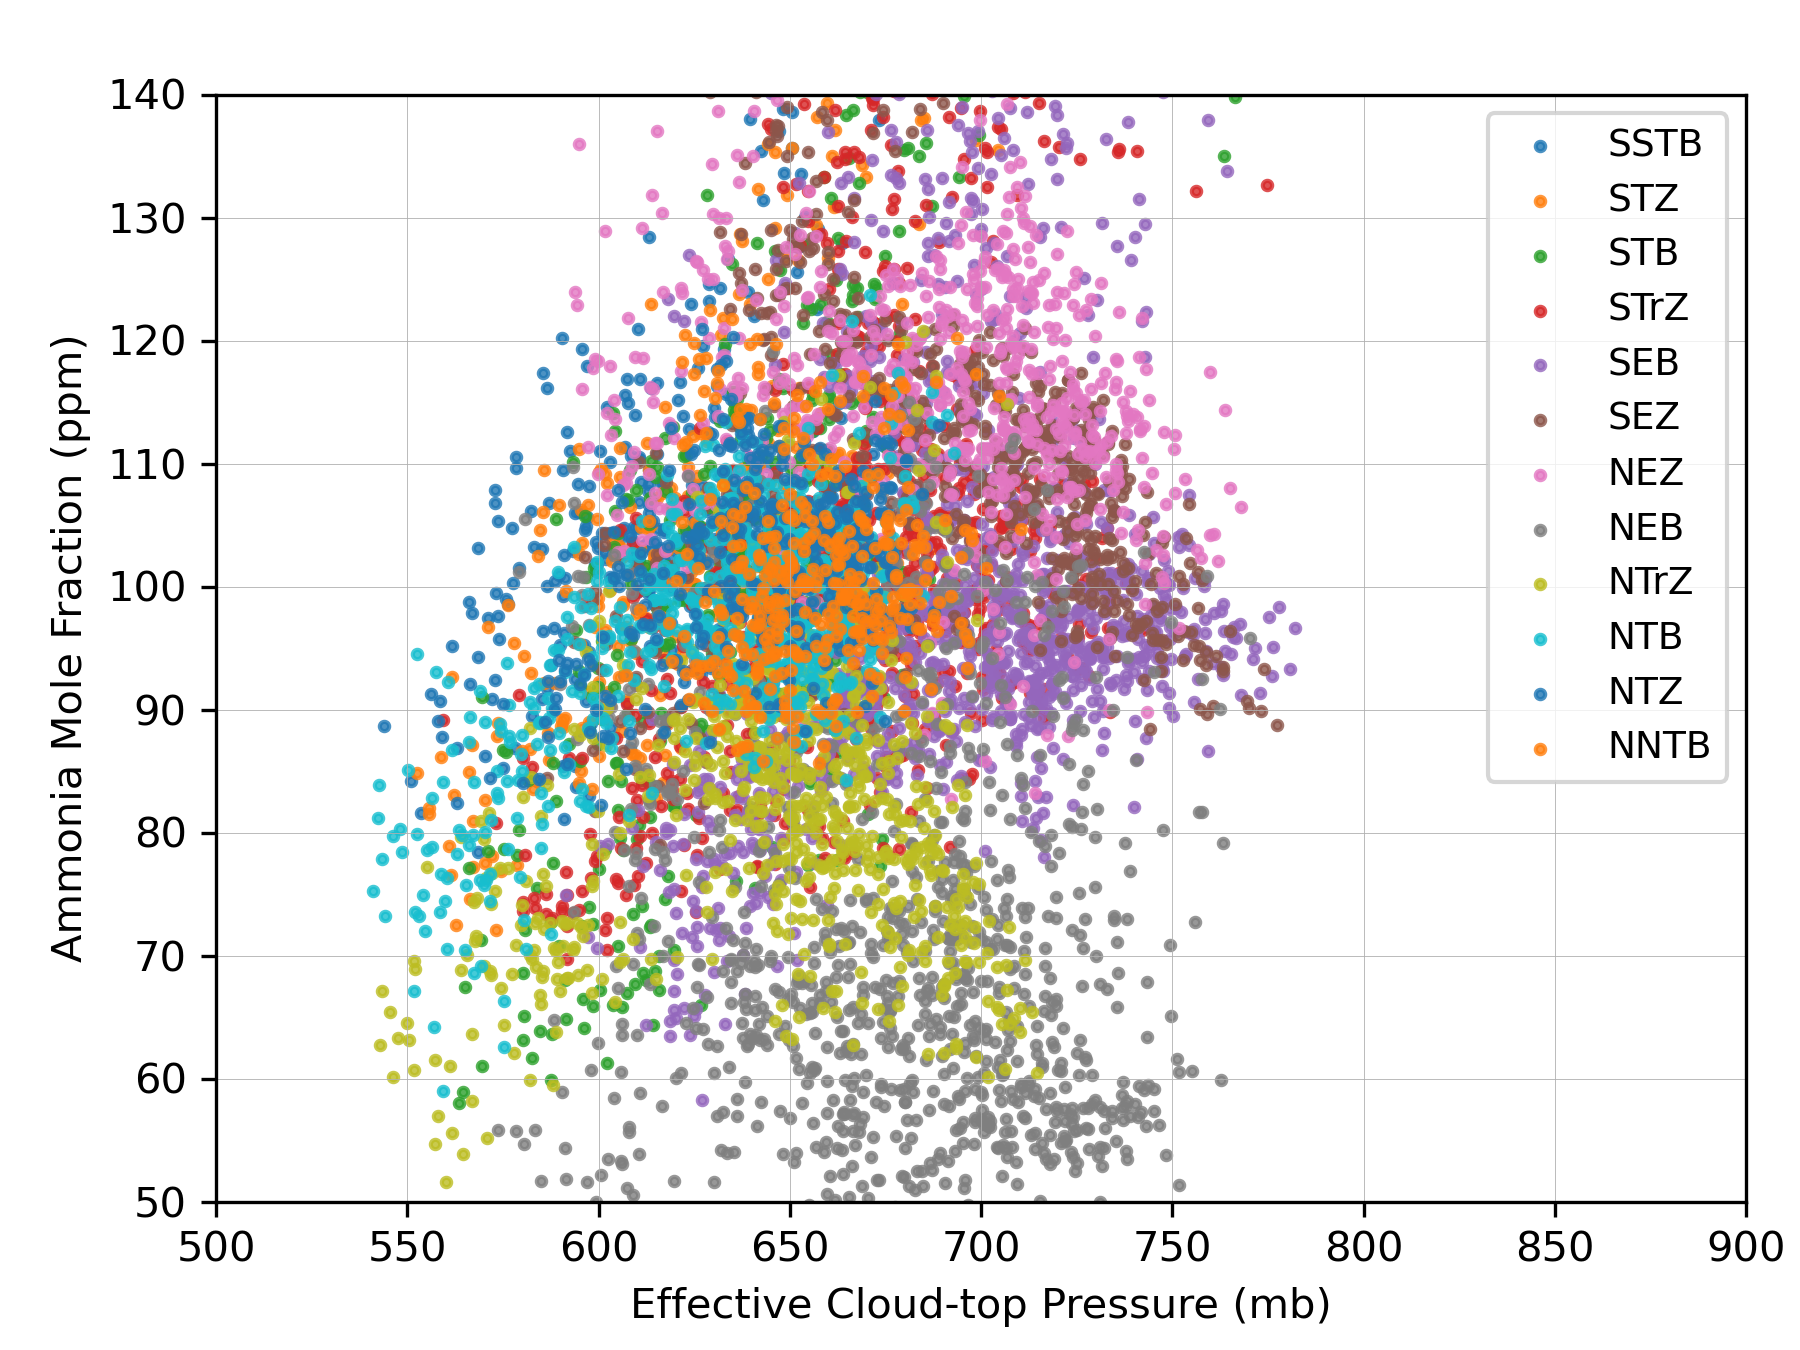 140
130
120
110
100
90
80
70
60
50
Ammonia Mole Fraction (ppm)
500 550 600 650 700 750 800 850 900
Effective Cloud-top Pressure (mb)
SSTB
STZ
STB
STrZ
SEB
SEZ
NEZ
NEB
NTrZ
NTB
NTZ
NNTB